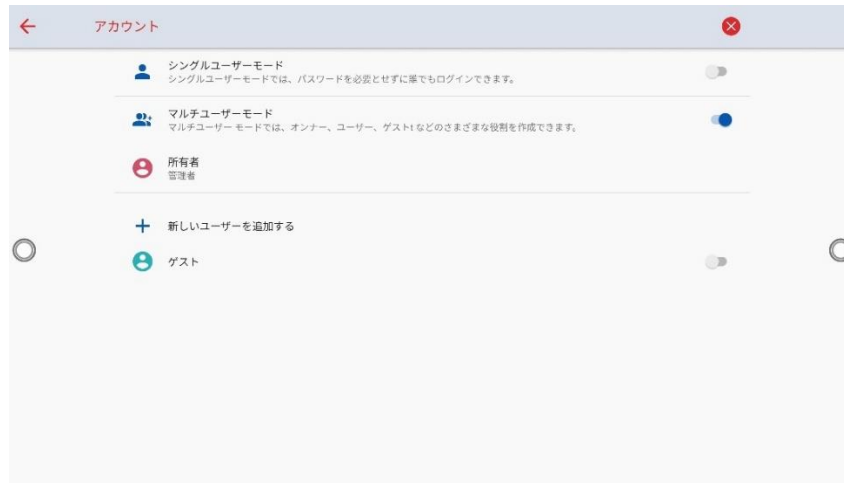 アカウント
シングルユーザーモード
シングルユーザーモードでは、パスワードを必要とせずに誰でもログインできます。
マルチユーザーモード
マルチユーザー モードでは、オンナー、ユーザー、ゲストt などのさまざまな役割を作成できます。
所有者
管理者
新しいユーザーを追加する
ゲスト